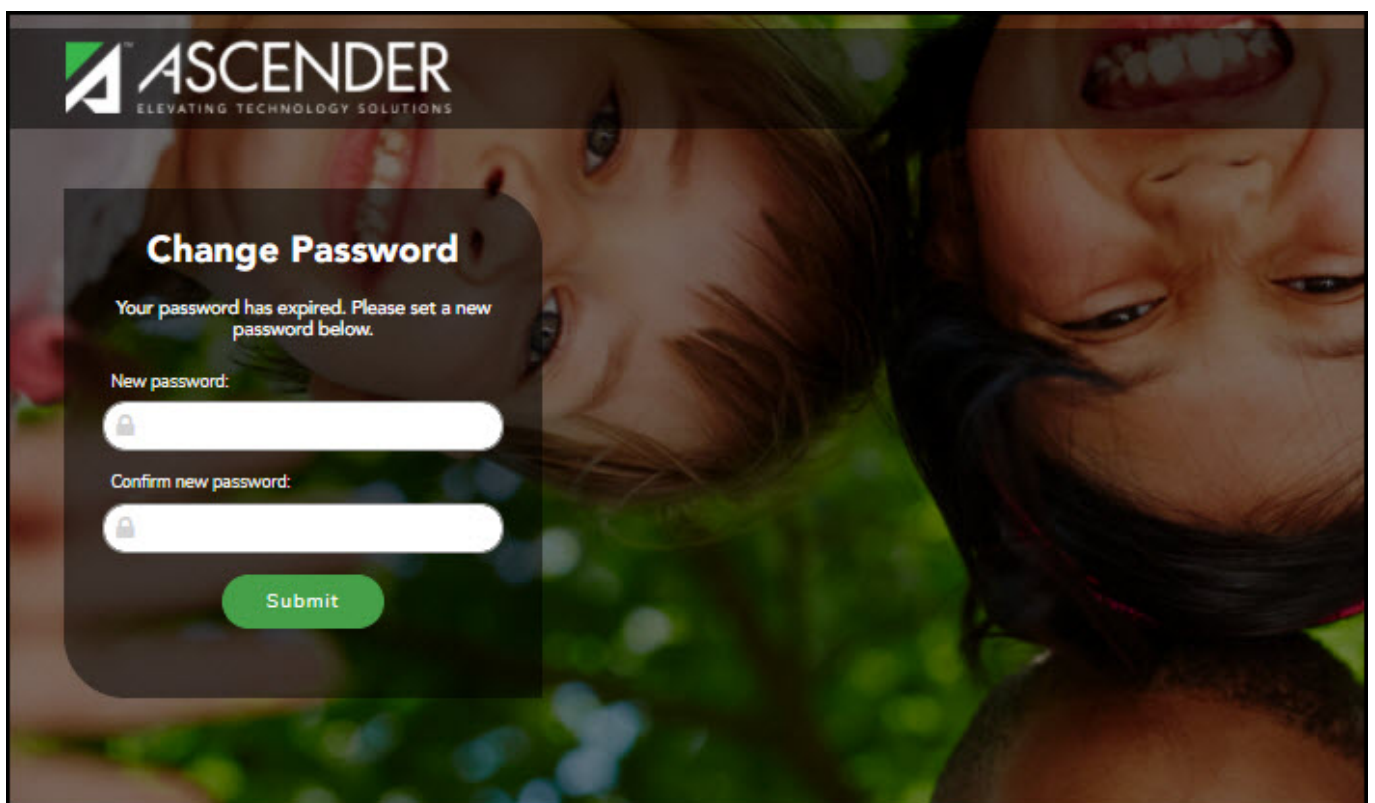 ASCENDER
ELEVATING TECHNOLOGY SOLUTIONS
Change Password
Your password has expired. Please set a new
password below.
New password:
Confirm new password:
Submit